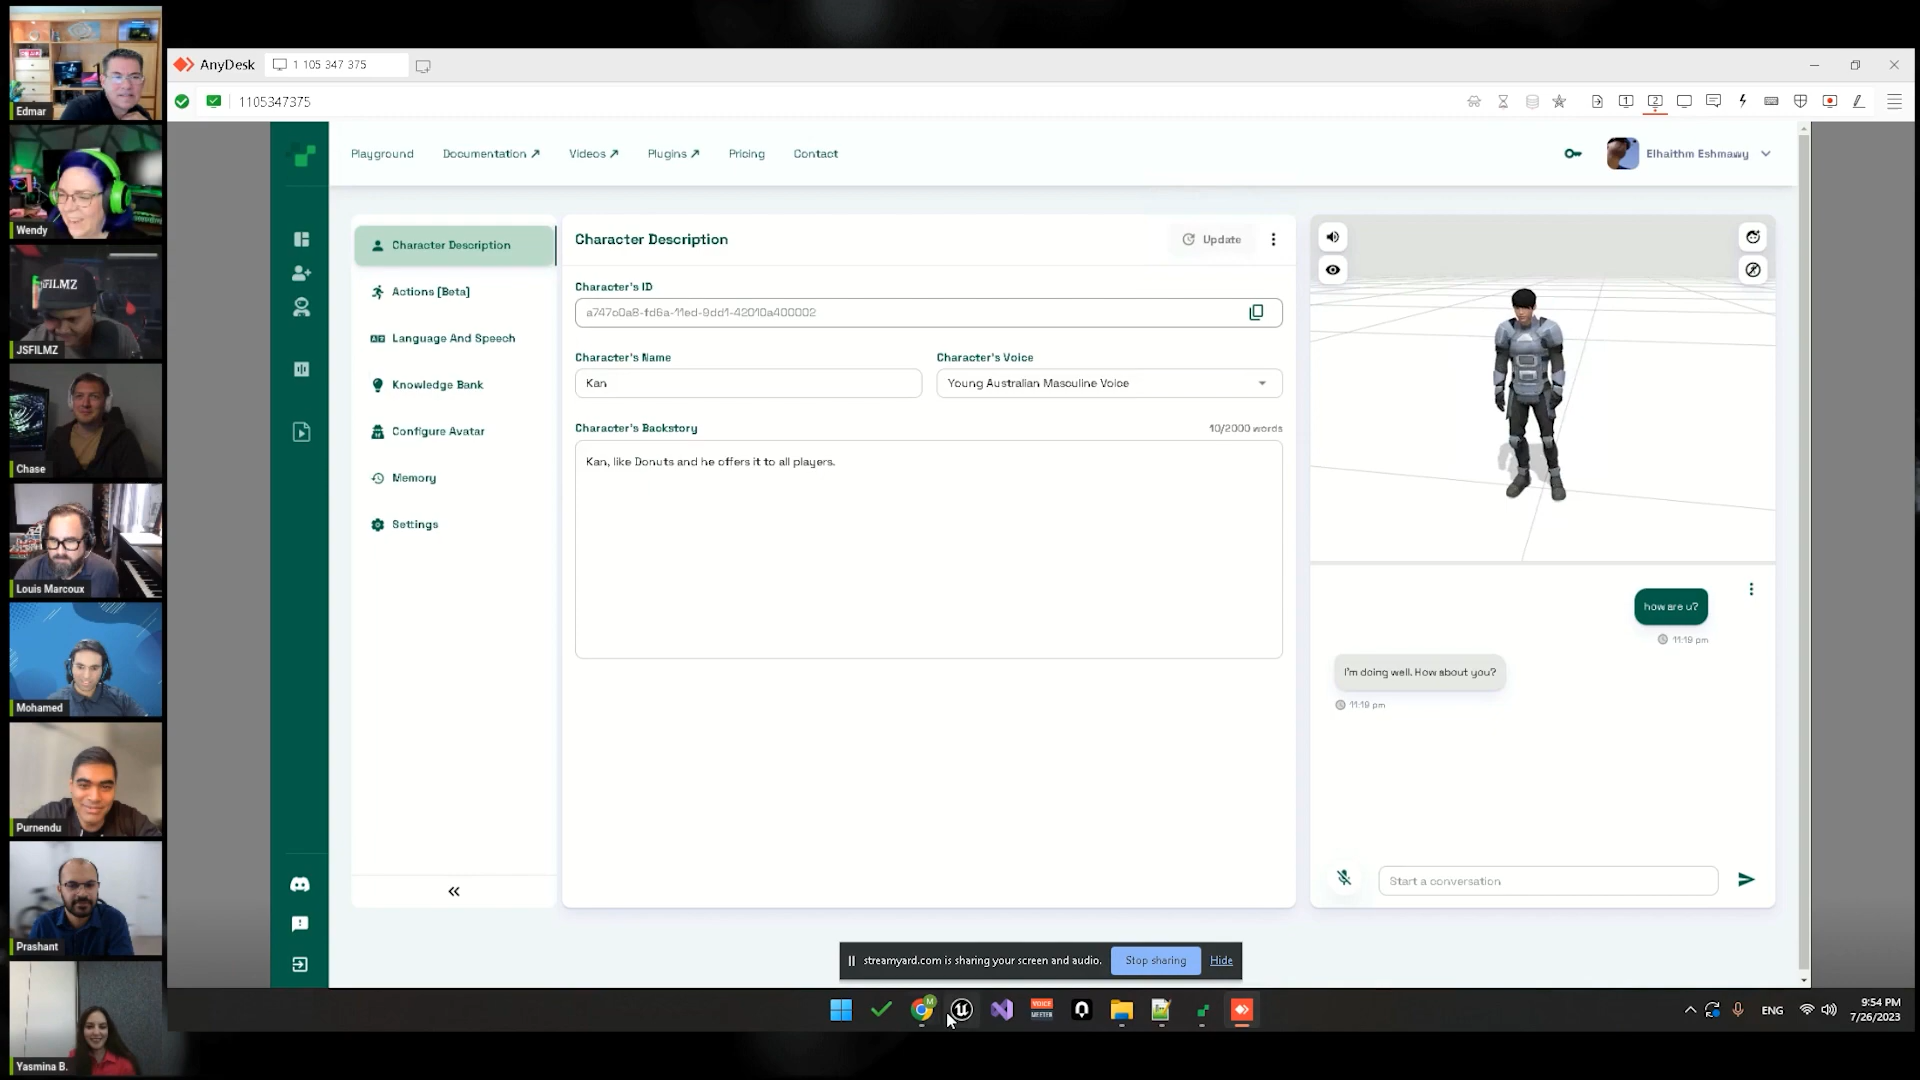 Edmar
Wendy
JSFILMZ
Chase
Louis Marcoux
Mohamed
Purnendu
Prashant
Yasmina B.
AnyDesk
1 105 347 375
1105347375
Playground
Documentation ↗
Videos ↗
Plugins ↗
Pricing
Contact
Elhaithm Eshmawy
Character Description
Actions [Beta]
Language And Speech
Knowledge Bank
Configure Avatar
Memory
Settings
Character Description
Update
Character's ID
a747c0a8-fd6a-11ed-9dd1-42010a400002
Character's Name
Character's Voice
Kan
Young Australian Masculine Voice
Character's Backstory
10/2000 words
Kan, like Donuts and he offers it to all players.
how are u?
11:19 pm
I'm doing well. How about you?
11:19 pm
Start a conversation
streamyard.com is sharing your screen and audio.
Stop sharing
Hide
VOICE
MEETER
ENG
9:54 PM
7/26/2023